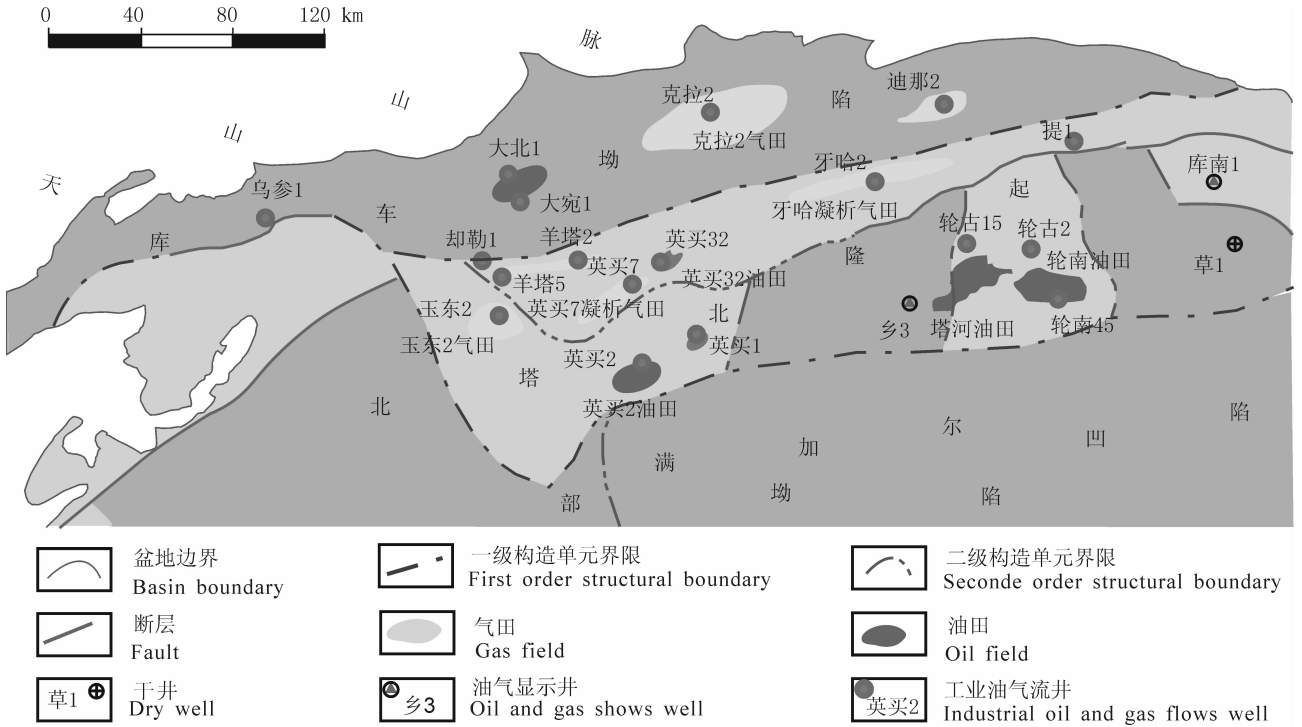 0 40 80 120 km
脉
山
山
天
克拉2
迪那2
陷
克拉2气田
提1
大北1
坳
牙哈2
库南1
乌参1
起
大宛1
车
牙哈凝析气田
库
却勒1
羊塔2
英买32
轮古15
轮古2
隆
英买7
轮南油田
草1
羊塔5
英买32油田
玉东2
英买7凝析气田
北
乡3
塔河油田
轮南45
玉东2气田
英买2
英买1
塔
北
英买2油田
陷
尔
凹
加
满
坳
陷
部
盆地边界
Basin boundary
一级构造单元界限
First order structural boundary
二级构造单元界限
Seconde order structural boundary
断层
Fault
气田
Gas field
油田
Oil field
草1
干井
Dry well
乡3
油气显示井
Oil and gas shows well
英买2
工业油气流井
Industrial oil and gas flows well